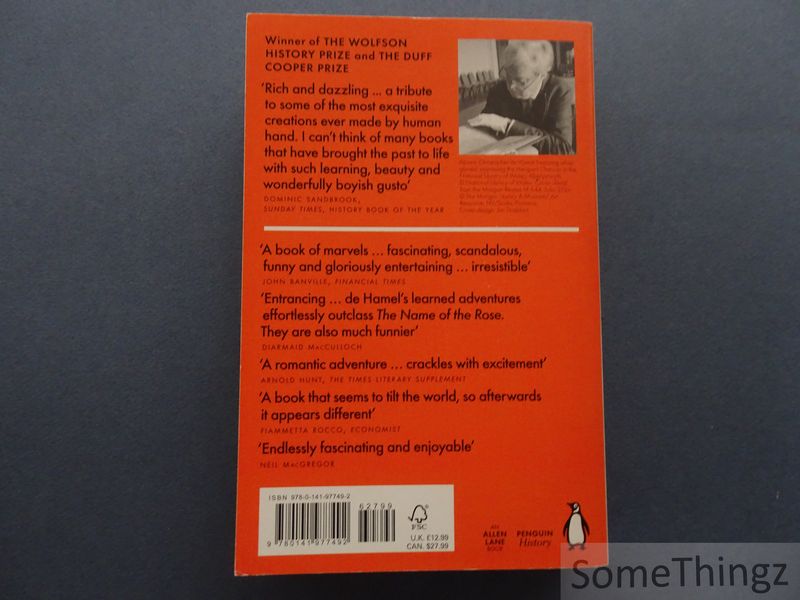 Winner of THE WOLFSON
HISTORY PRIZE and THE DUFF
COOPER PRIZE
'Rich and dazzling ... a tribute
to some of the most exquisite
creations ever made by human
hand. I can't think of many books
that have brought the past to life
with such learning, beauty and
wonderfully boyish gusto'
DOMINIC SANDBROOK,
SUNDAY TIMES, HISTORY BOOK OF THE YEAR
'A book of marvels ... fascinating, scandalous,
funny and gloriously entertaining ... irresistible'
JOHN BANVILLE, FINANCIAL TIMES
'Entrancing ... de Hamel's learned adventures
effortlessly outclass The Name of the Rose.
They are also much funnier'
DIARMAID MACCULLOCH
'A romantic adventure ... crackles with excitement'
ARNOLD HUNT, THE TIMES LITERARY SUPPLEMENT
'A book that seems to tilt the world, so afterwards
it appears different'
FIAMMETTA ROCCO, ECONOMIST
'Endlessly fascinating and enjoyable'
NEIL MACGREGOR
ISBN 978-0-141-97749-2
62799
9 780141 977492
FSC
U.K. £12.99
CAN. $27.99
AN
ALLEN
LANE
BOOK
PENGUIN
History
SomeThingz